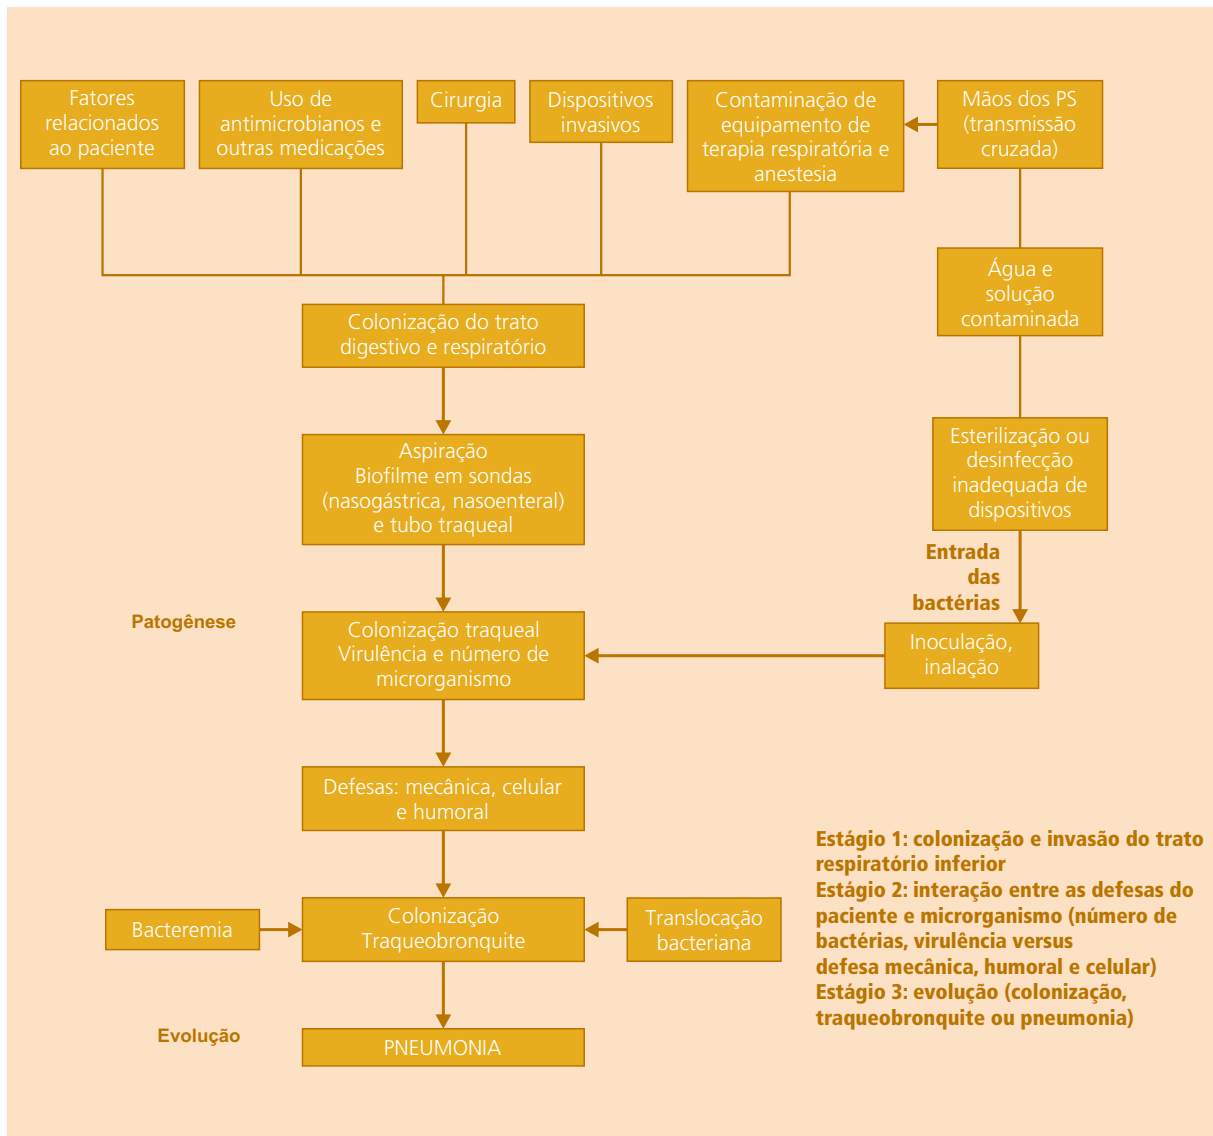 Fatores
relacionados
ao paciente
Uso de
antimicrobianos e
outras medicações
Cirurgia
Dispositivos
invasivos
Contaminação de
equipamento de
terapia respiratória e
anestesia
Mãos dos PS
(transmissão
cruzada)
Água e
solução
contaminada
Colonização do trato
digestivo e respiratório
Aspiração
Biofilme em sondas
(nasogástrica, nasoenteral)
e tubo traqueal
Esterilização ou
desinfecção
inadequada de
dispositivos
Entrada
das
bactérias
Patogênese
Colonização traqueal
Virulência e número de
microrganismo
Inoculação,
inalação
Defesas: mecânica, celular
e humoral
Bacteremia
Colonização
Traqueobronquite
Translocação
bacteriana
Estágio 1: colonização e invasão do trato
respiratório inferior
Estágio 2: interação entre as defesas do
paciente e microrganismo (número de
bactérias, virulência versus
defesa mecânica, humoral e celular)
Estágio 3: evolução (colonização,
traqueobronquite ou pneumonia)
Evolução
PNEUMONIA